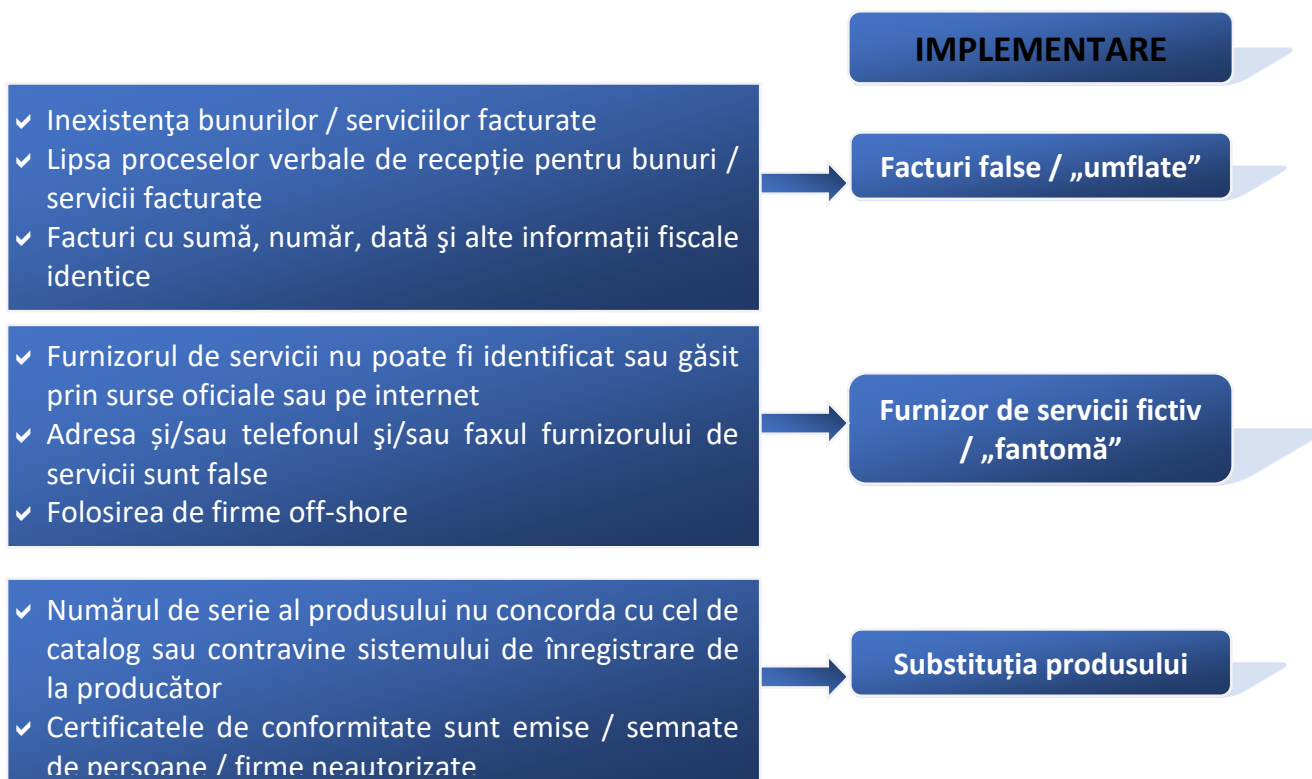 IMPLEMENTARE
✓ Inexistenţa bunurilor / serviciilor facturate
✓ Lipsa proceselor verbale de recepție pentru bunuri /
servicii facturate
✓ Facturi cu sumă, număr, dată şi alte informații fiscale
identice
Facturi false / „umflate”
✓ Furnizorul de servicii nu poate fi identificat sau găsit
prin surse oficiale sau pe internet
✓ Adresa și/sau telefonul şi/sau faxul furnizorului de
servicii sunt false
✓ Folosirea de firme off-shore
Furnizor de servicii fictiv
/ „fantomă”
✓ Numărul de serie al produsului nu concorda cu cel de
catalog sau contravine sistemului de înregistrare de
la producător
✓ Certificatele de conformitate sunt emise / semnate
de persoane / firme neautorizate
Substituția produsului